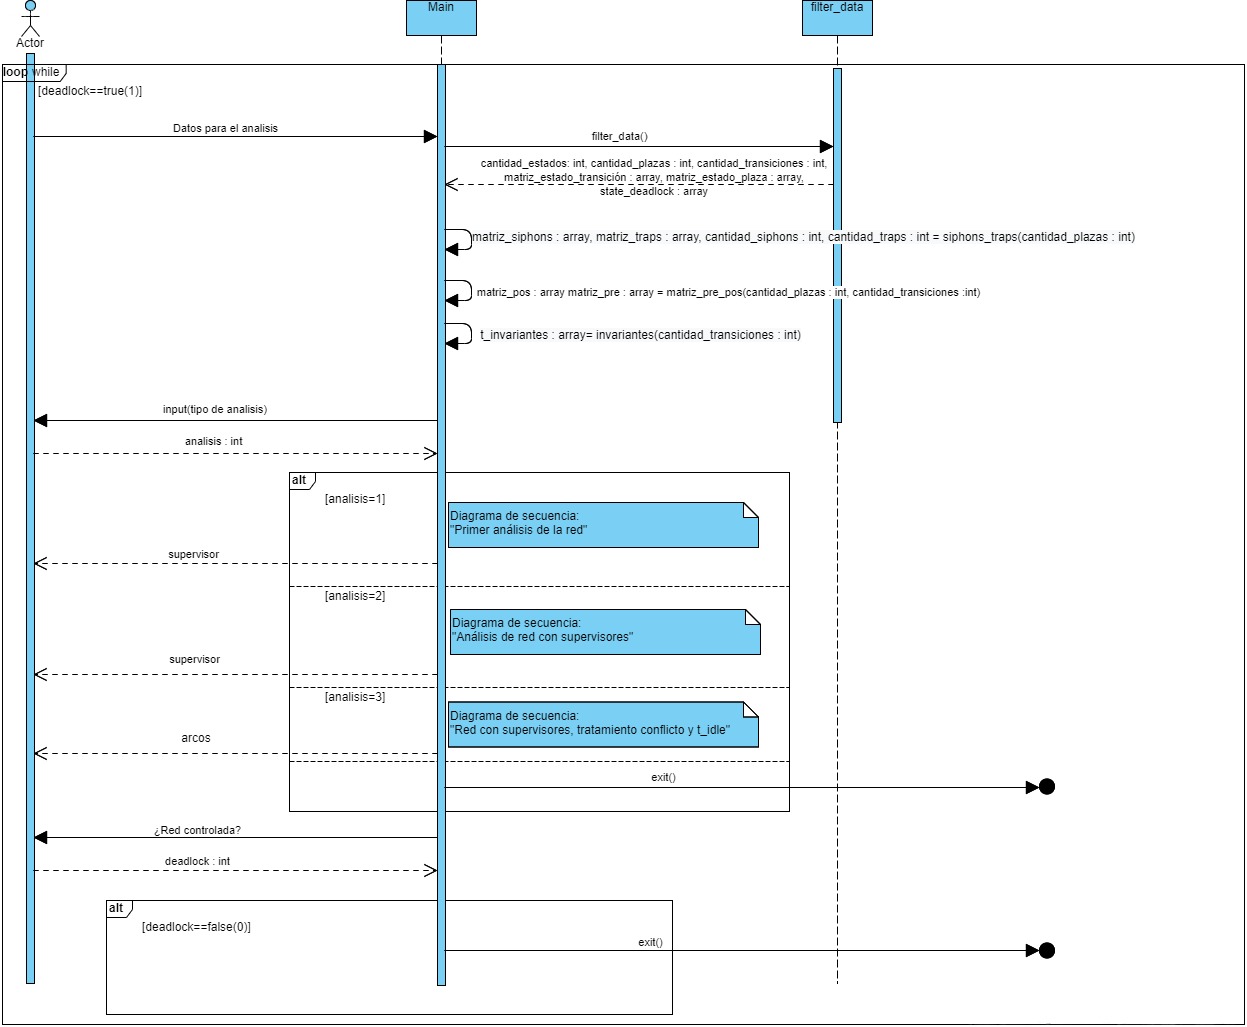 Main
filter_data
Actor
loop while
[deadlock==true(1)]
Datos para el analisis
filter_data()
cantidad_estados: int, cantidad_plazas : int, cantidad_transiciones : int,
matriz_estado_transición : array, matriz_estado_plaza : array,
state_deadlock : array
matriz_siphons : array, matriz_traps : array, cantidad_siphons : int, cantidad_traps : int = siphons_traps(cantidad_plazas : int)
matriz_pos : array matriz_pre : array = matriz_pre_pos(cantidad_plazas : int, cantidad_transiciones :int)
t_invariantes : array= invariantes(cantidad_transiciones : int)
input(tipo de analisis)
analisis : int
alt
[analisis=1]
Diagrama de secuencia:
"Primer análisis de la red"
supervisor
[analisis=2]
Diagrama de secuencia:
"Análisis de red con supervisores"
supervisor
[analisis=3]
Diagrama de secuencia:
"Red con supervisores, tratamiento conflicto y t_idle"
arcos
exit()
¿Red controlada?
deadlock : int
alt
[deadlock==false(0)]
exit()